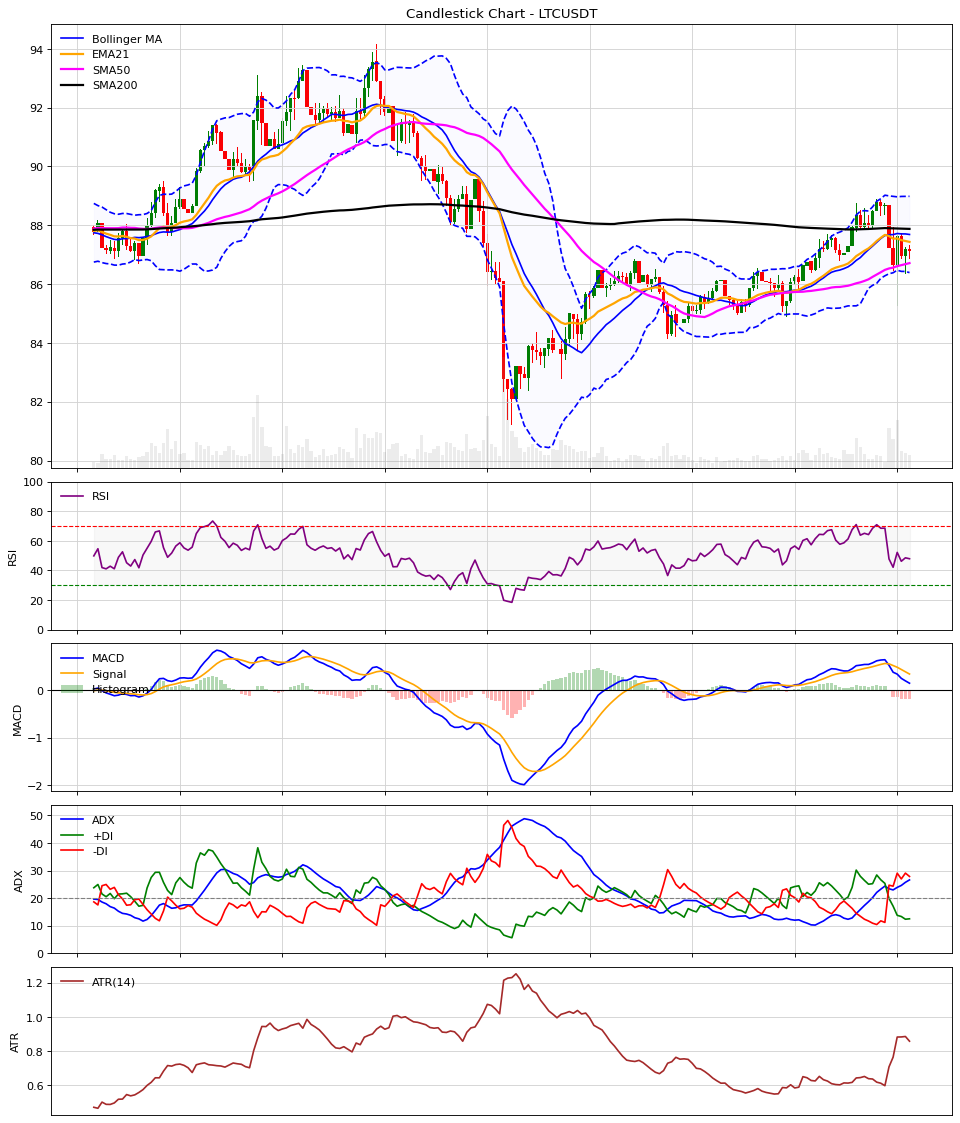 Candlestick Chart - LTCUSDT
Bollinger MA
EMA21
SMA50
SMA200
94
92
90
88
86
84
82
80
RSI
RSI
100
80
60
40
20
0
MACD
Signal
Histogram
MACD
0
−1
−2
ADX
+DI
-DI
ADX
50
40
30
20
10
0
ATR(14)
ATR
1.2
1.0
0.8
0.6